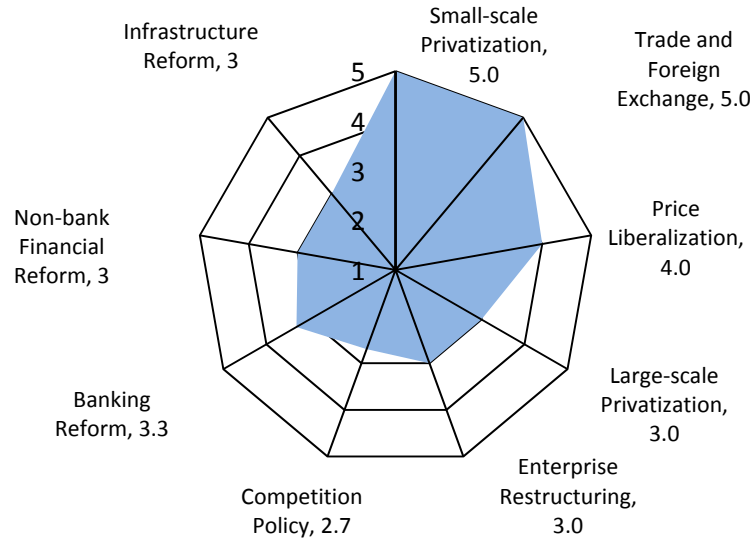 Small-scale
Privatization,
5.0
Trade and
Foreign
Exchange, 5.0
Price
Liberalization,
4.0
Large-scale
Privatization,
3.0
Enterprise
Restructuring,
3.0
Competition
Policy, 2.7
Banking
Reform, 3.3
Non-bank
Financial
Reform, 3
Infrastructure
Reform, 3
5
4
3
2
1